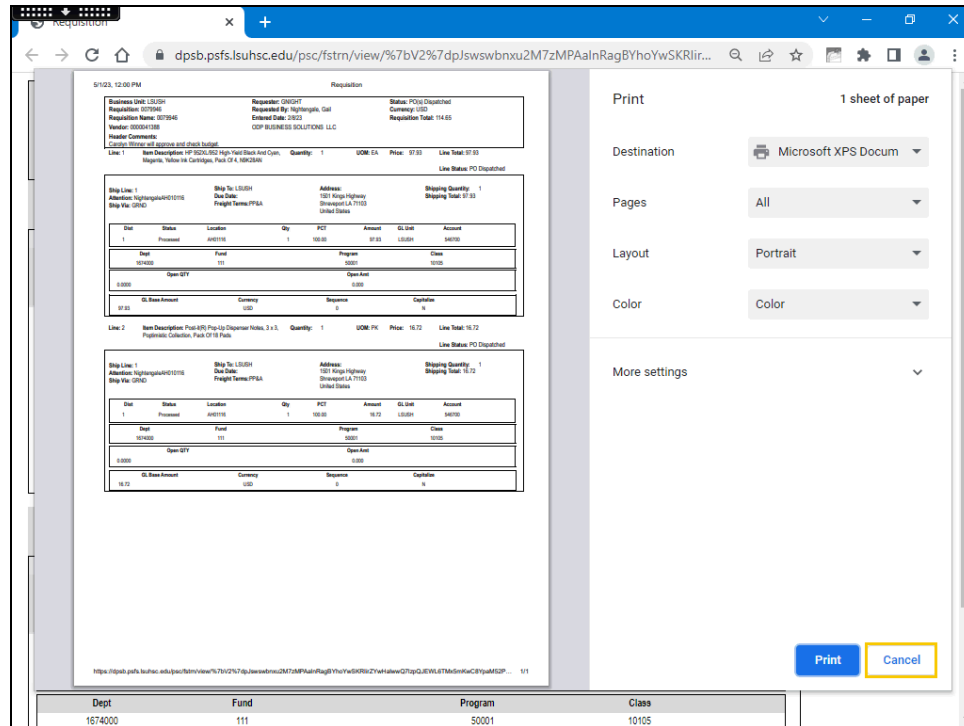 Requisition
dpsb.psfs.lsuhsc.edu/psc/fstrn/view/%7bV2%7dpJswswbnxu2M7zMPAaInRagBYhoYwSKRlir...
5/1/23, 12:00 PM Requisition
Business Unit: LSUSH Requester: GNIGHT Status: PO(s) Dispatched
Requisition: 0079946 Requested By: Nightengale, Gail Currency: USD
Requisition Name: 0079946 Entered Date: 2/8/23 Requisition Total: 114.65
Vendor: 0000041388 ODP BUSINESS SOLUTIONS LLC
Header Comments:
Carolyn Winner will approve and check budget.
Line: 1 Item Description: HP 952XL/952 High-Yield Black And Cyan, Quantity: 1 UOM: EA Price: 97.93 Line Total: 97.93
Magenta, Yellow Ink Cartridges, Pack Of 4, N9K28AN
Line Status: PO Dispatched
Ship Line: 1 Ship To: LSUSH Address: Shipping Quantity: 1
Attention: NightengaleAH010116 Due Date: 1501 Kings Highway Shipping Total: 97.93
Ship Via: GRND Freight Terms: PP&A Shreveport LA 71103
United States
Dist Status Location Qty PCT Amount GL Unit Account
1 Processed AH01116 1 100.00 97.93 LSUSH 546700
Dept Fund Program Class
1674000 111 50001 10105
Open QTY Open Amt
0.0000 0.000
GL Base Amount Currency Sequence Capitalize
97.93 USD 0 N
Line: 2 Item Description: Post-it(R) Pop-Up Dispenser Notes, 3 x 3, Quantity: 1 UOM: PK Price: 16.72 Line Total: 16.72
Poptimistic Collection, Pack Of 18 Pads
Line Status: PO Dispatched
Ship Line: 1 Ship To: LSUSH Address: Shipping Quantity: 1
Attention: NightengaleAH010116 Due Date: 1501 Kings Highway Shipping Total: 16.72
Ship Via: GRND Freight Terms: PP&A Shreveport LA 71103
United States
Dist Status Location Qty PCT Amount GL Unit Account
1 Processed AH01116 1 100.00 16.72 LSUSH 546700
Dept Fund Program Class
1674000 111 50001 10105
Open QTY Open Amt
0.0000 0.000
GL Base Amount Currency Sequence Capitalize
16.72 USD 0 N
1/1
Print 1 sheet of paper
Destination Microsoft XPS Docum
Pages All
Layout Portrait
Color Color
More settings
Print Cancel
Dept Fund Program Class
1674000 111 50001 10105